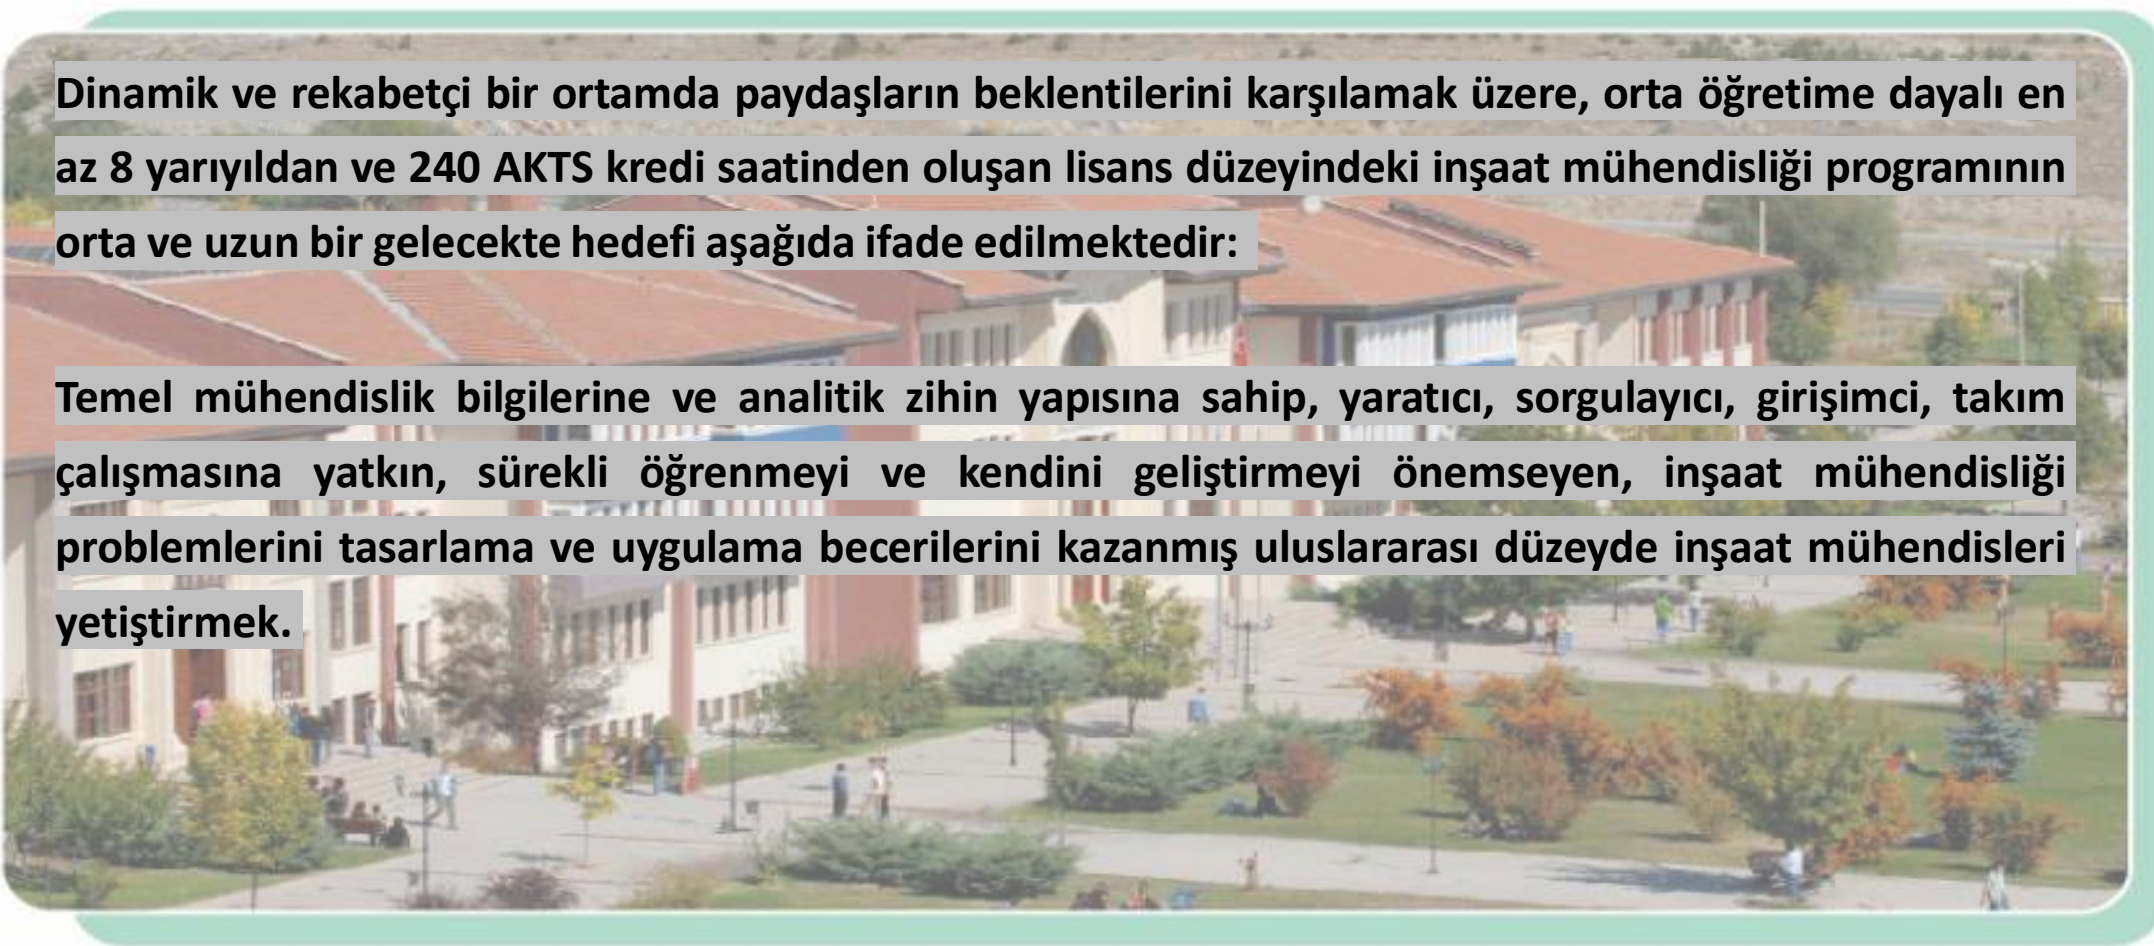 Dinamik ve rekabetçi bir ortamda paydaşların beklentilerini karşılamak üzere, orta öğretime dayalı en
az 8 yarıyıldan ve 240 AKTS kredi saatinden oluşan lisans düzeyindeki inşaat mühendisliği programının
orta ve uzun bir gelecekte hedefi aşağıda ifade edilmektedir:
Temel mühendislik bilgilerine ve analitik zihin yapısına sahip, yaratıcı, sorgulayıcı, girişimci, takım
çalışmasına yatkın, sürekli öğrenmeyi ve kendini geliştirmeyi önemseyen, inşaat mühendisliği
problemlerini tasarlama ve uygulama becerilerini kazanmış uluslararası düzeyde inşaat mühendisleri
yetiştirmek.